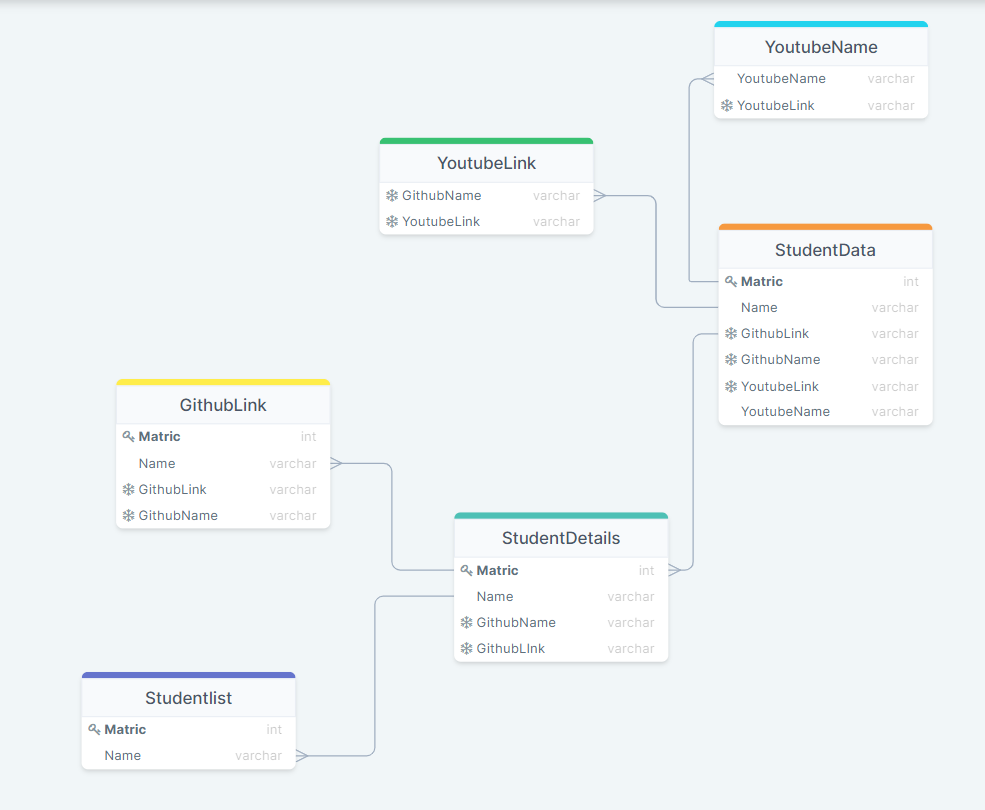 YoutubeName
YoutubeName varchar
YoutubeLink varchar
YoutubeLink
GithubName varchar
YoutubeLink varchar
StudentData
Matric int
Name varchar
GithubLink varchar
GithubName varchar
YoutubeLink varchar
YoutubeName varchar
GithubLink
Matric int
Name varchar
GithubLink varchar
GithubName varchar
StudentDetails
Matric int
Name varchar
GithubName varchar
GithubLInk varchar
Studentlist
Matric int
Name varchar